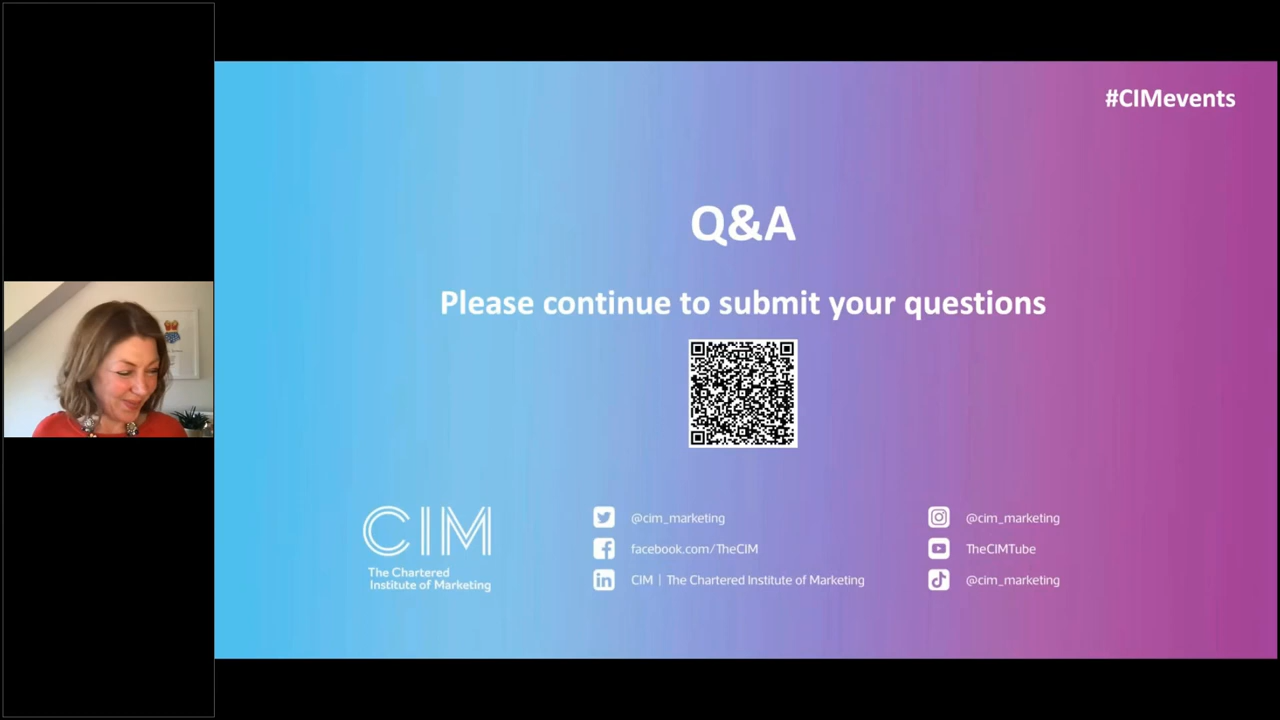 #CIMevents
Q&A
Please continue to submit your questions
CIM
The Chartered
Institute of Marketing
@cim_marketing
facebook.com/TheCIM
CIM | The Chartered Institute of Marketing
@cim_marketing
TheCIMTube
@cim_marketing